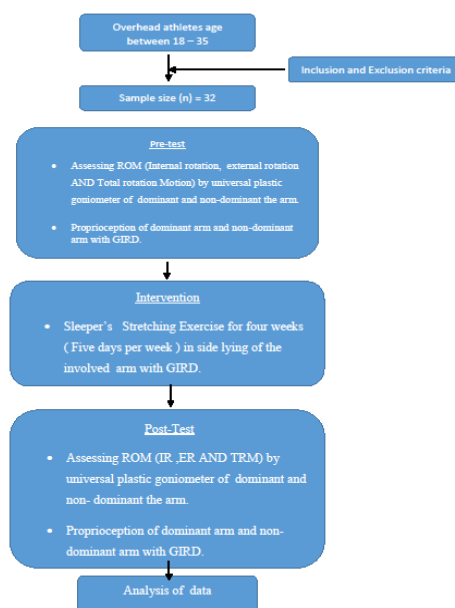 Overhead athletes age
between 18 – 35
Inclusion and Exclusion criteria
Sample size (n) = 32
Pre-test
• Assessing ROM (Internal rotation, external rotation
AND Total rotation Motion) by universal plastic
goniometer of dominant and non-dominant the arm.
• Proprioception of dominant arm and non-dominant
arm with GIRD.
Intervention
• Sleeper's Stretching Exercise for four weeks
( Five days per week ) in side lying of the
involved arm with GIRD.
Post-Test
• Assessing ROM (IR ,ER AND TRM) by
universal plastic goniometer of dominant and
non- dominant the arm.
• Proprioception of dominant arm and non-
dominant arm with GIRD.
Analysis of data